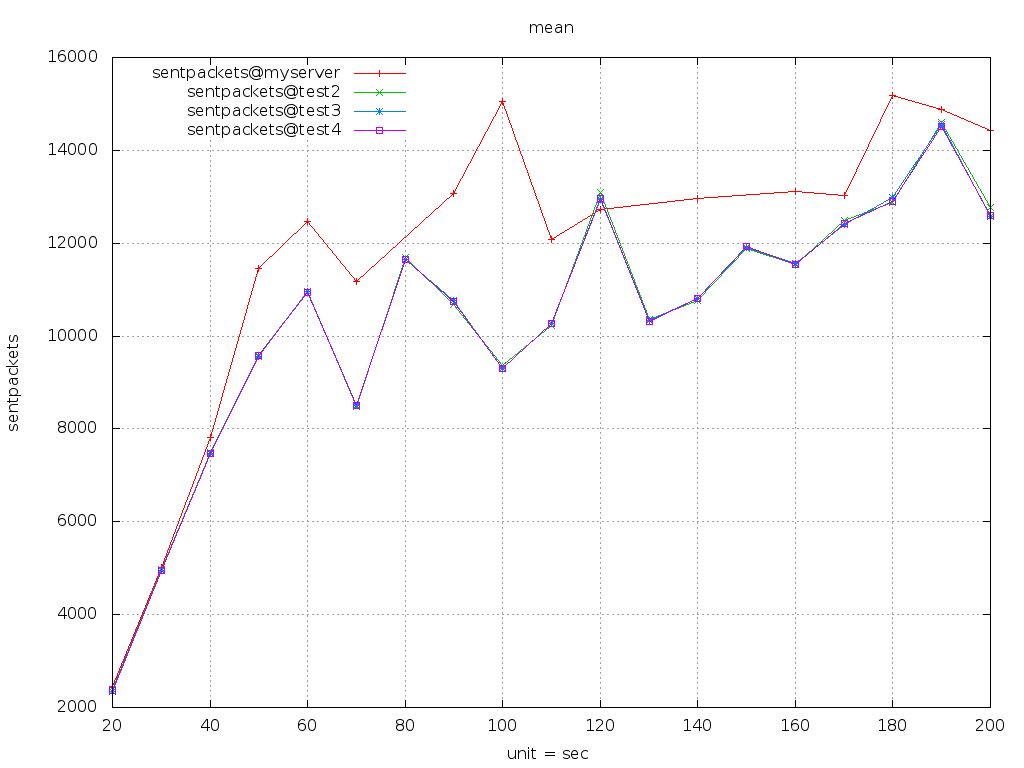 mean
16000
14000
12000
10000
8000
6000
4000
2000
sentpackets
sentpackets@myserver
sentpackets@test2
sentpackets@test3
sentpackets@test4
20 40 60 80 100 120 140 160 180 200
unit = sec